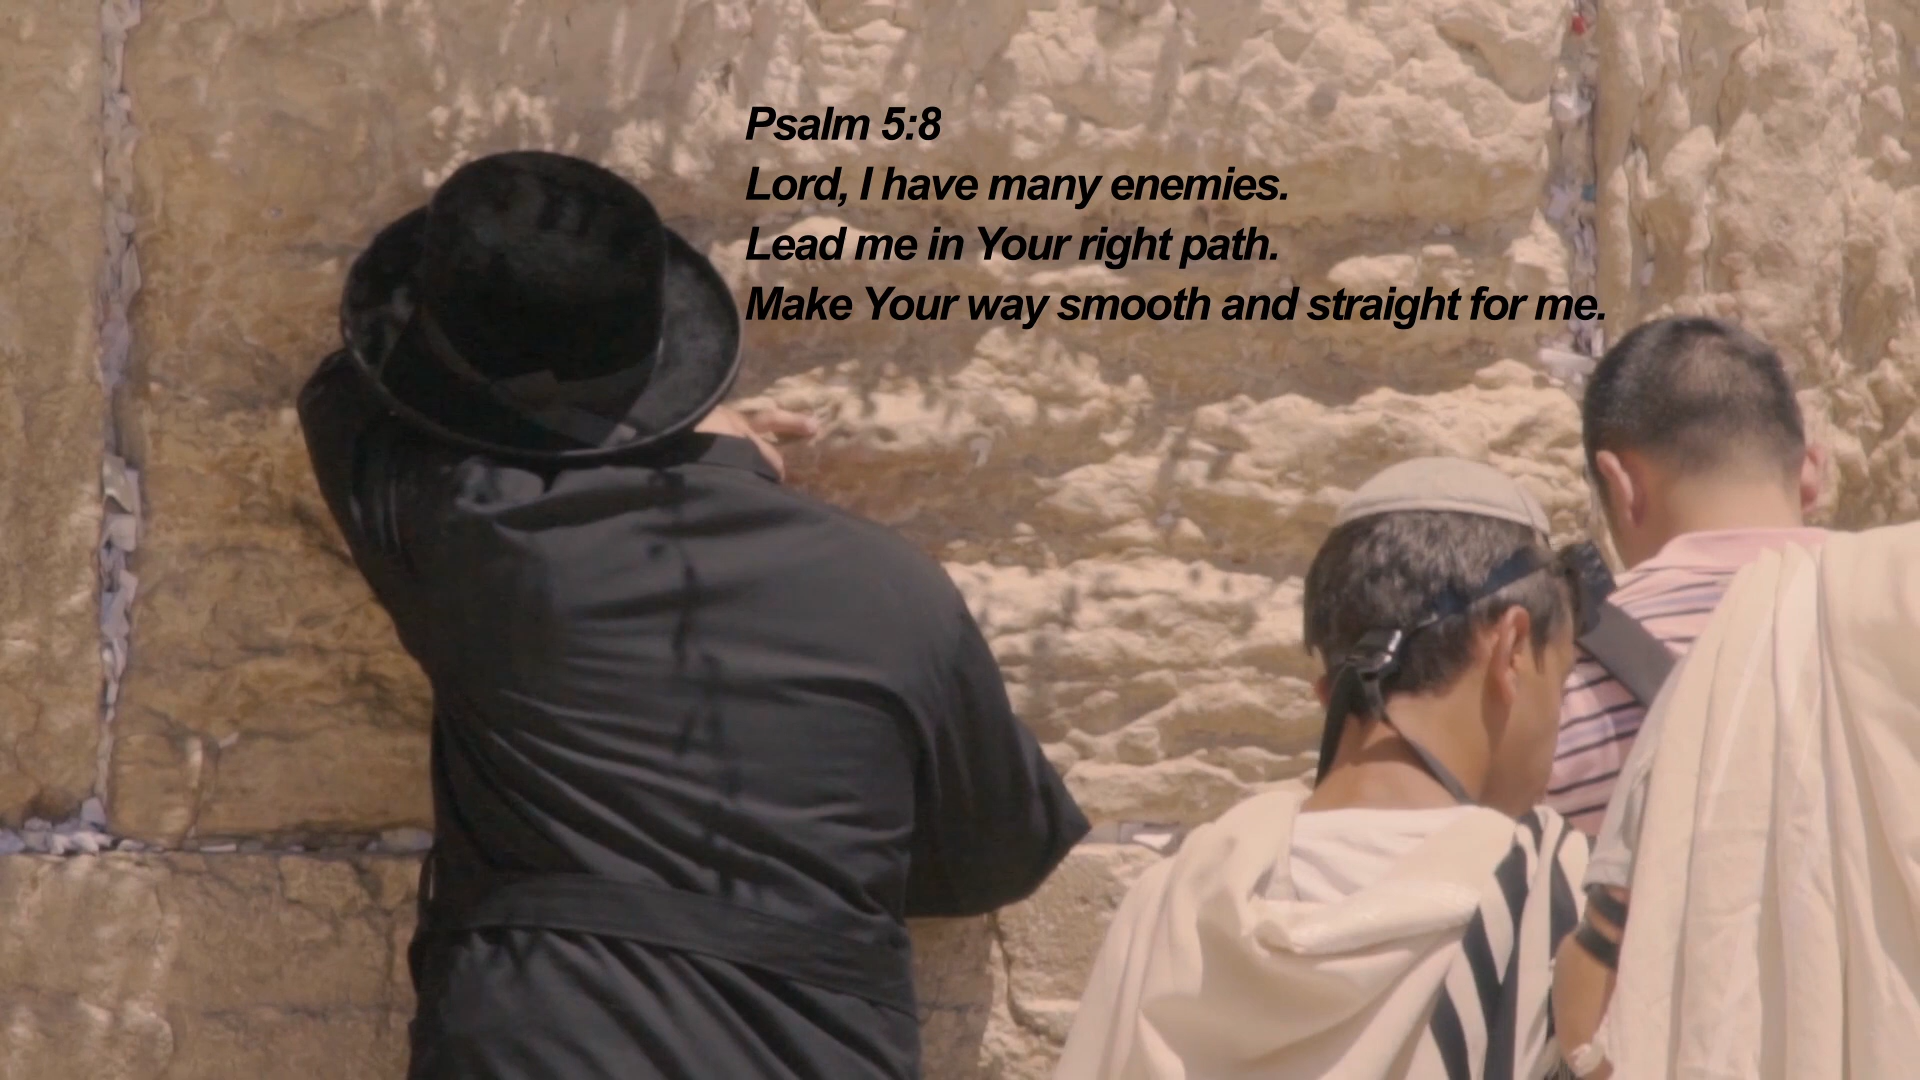 Psalm 5:8
Lord, I have many enemies.
Lead me in Your right path.
Make Your way smooth and straight for me.